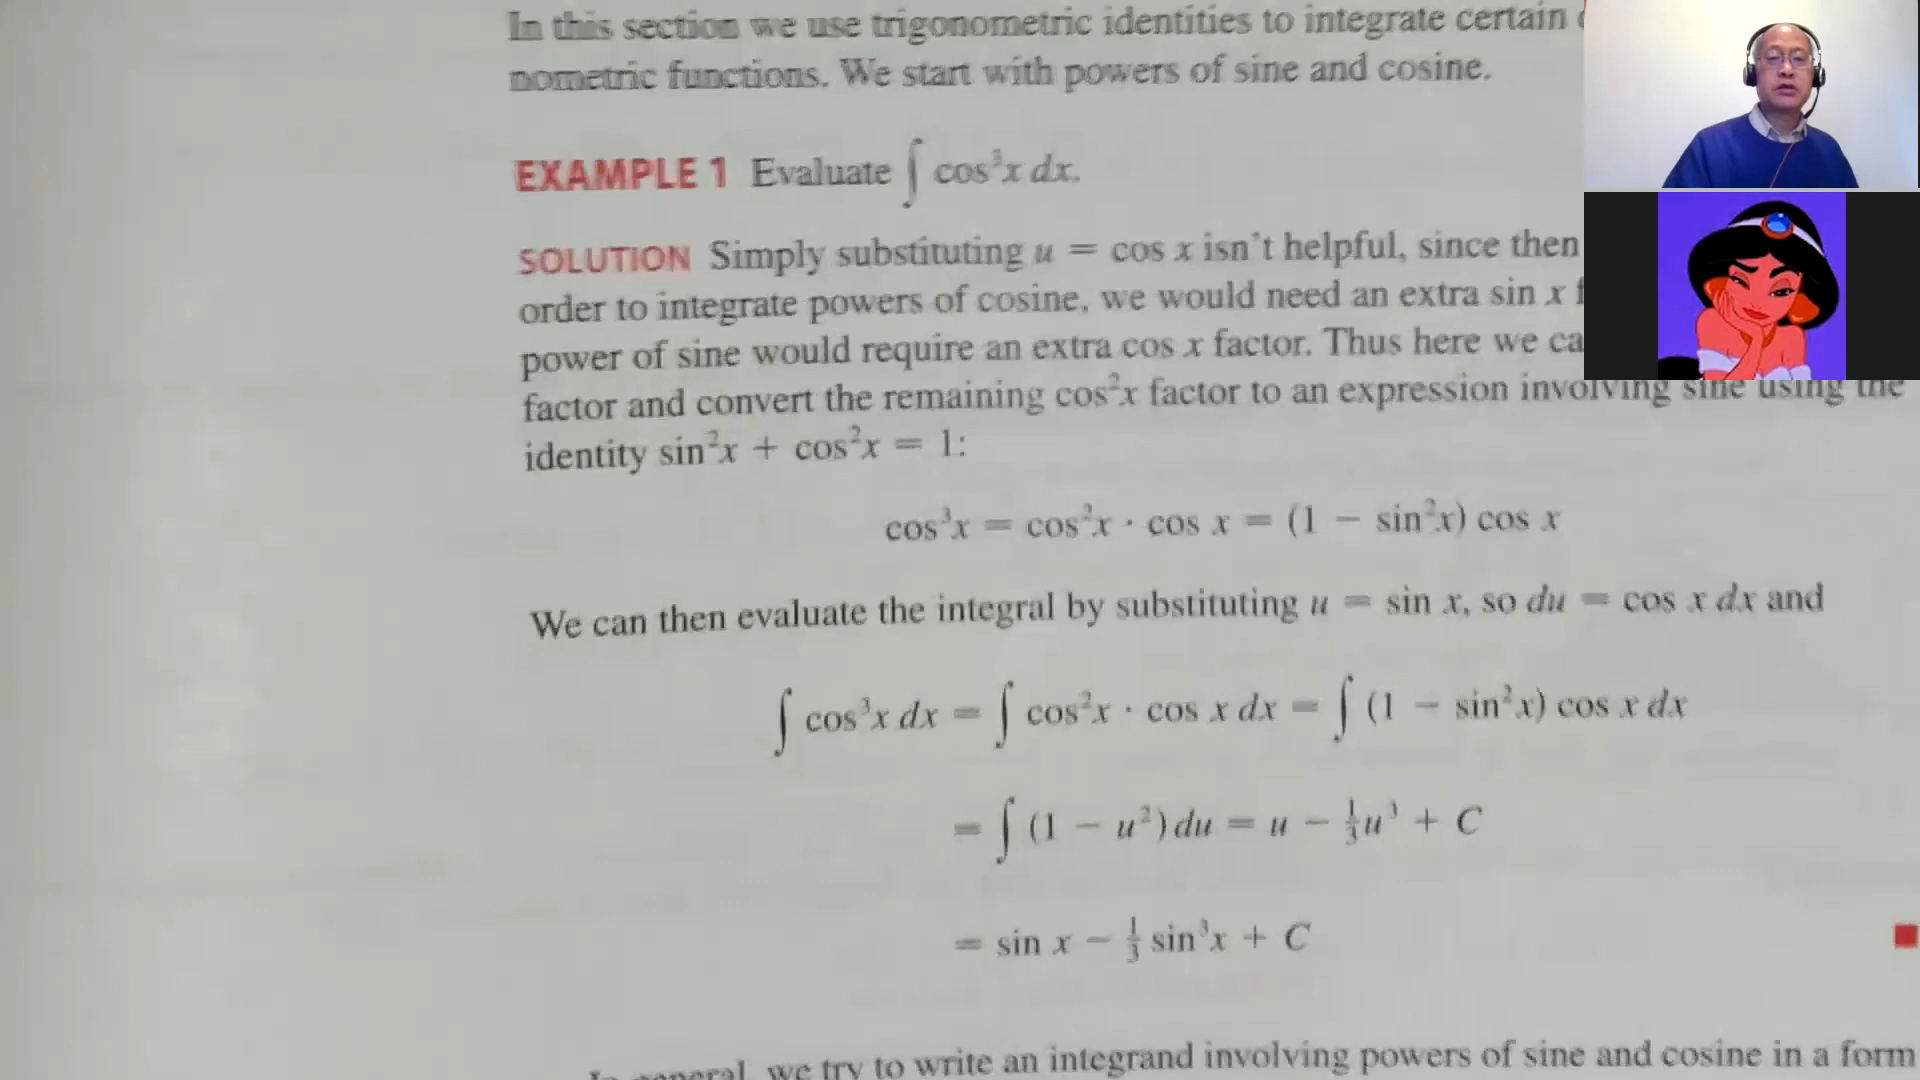 In this section we use trigonometric identities to integrate certain
nometric functions. We start with powers of sine and cosine.
EXAMPLE 1 Evaluate ∫ cos³x dx.
SOLUTION Simply substituting u = cos x isn't helpful, since then
order to integrate powers of cosine, we would need an extra sin x
power of sine would require an extra cos x factor. Thus here we ca
factor and convert the remaining cos²x factor to an expression involving sine using the
identity sin²x + cos²x = 1:
cos³x = cos²x · cos x = (1 − sin²x) cos x
We can then evaluate the integral by substituting u = sin x, so du = cos x dx and
∫ cos³x dx = ∫ cos²x · cos x dx = ∫ (1 − sin²x) cos x dx
= ∫ (1 − u²) du = u − ⅓u³ + C
= sin x − ⅓ sin³x + C
In general, we try to write an integrand involving powers of sine and cosine in a form